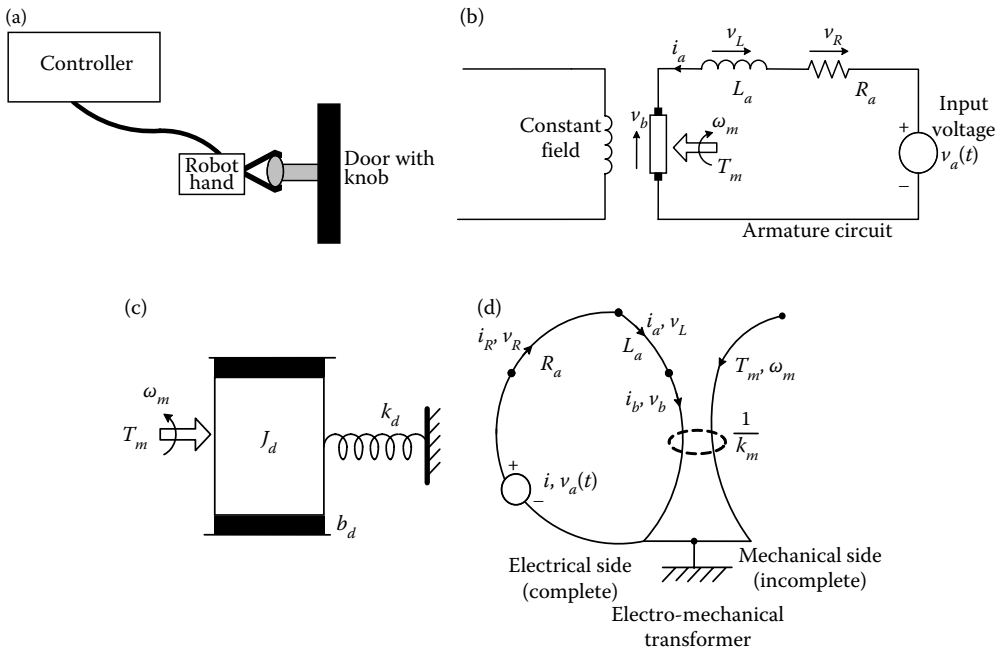 (a)
Controller
Robot
hand
Door with
knob
(b)
Constant
field
v_b
i_a
v_L
L_a
v_R
R_a
ω_m
T_m
+
−
Input
voltage
v_a(t)
Armature circuit
(c)
ω_m
T_m
J_d
k_d
b_d
(d)
i_R, v_R
R_a
i_a, v_L
L_a
i_b, v_b
T_m, ω_m
1
k_m
+
−
i, v_a(t)
Electrical side
(complete)
Mechanical side
(incomplete)
Electro-mechanical
transformer